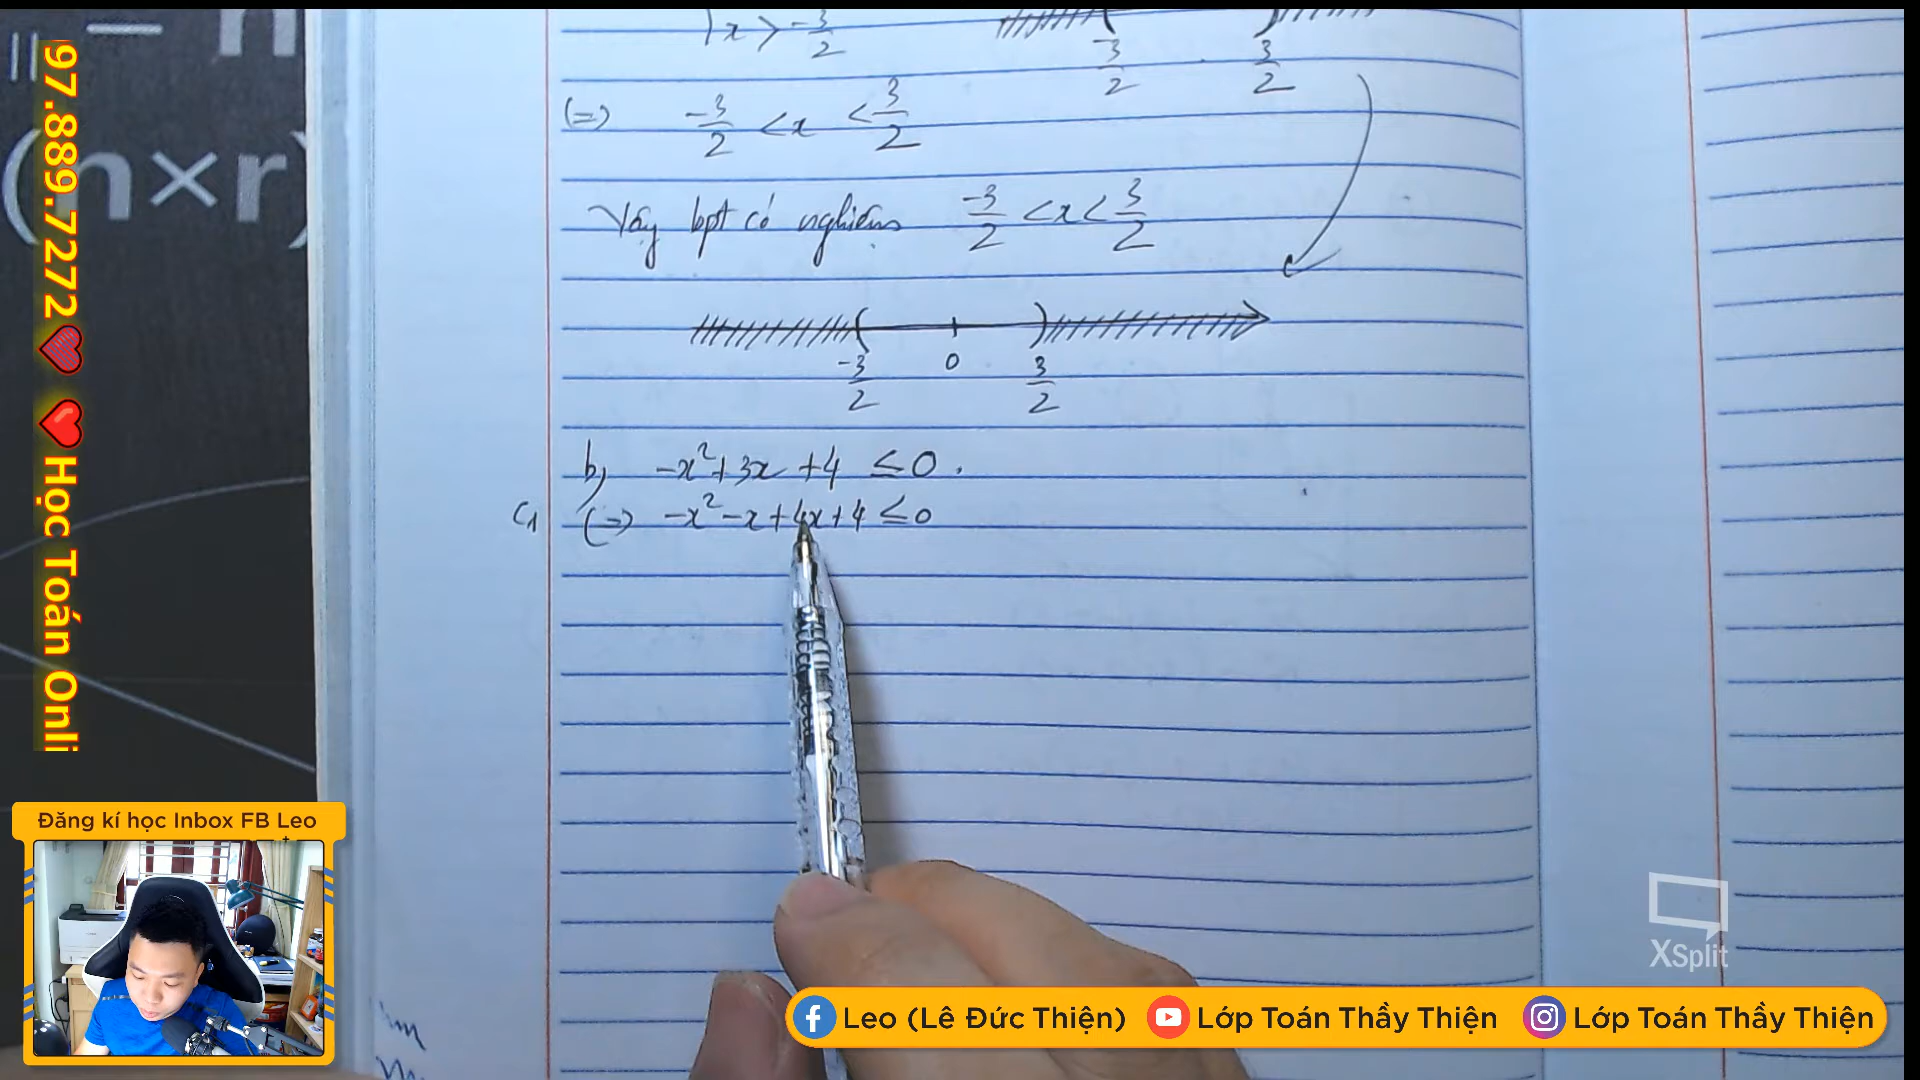 x > -3/2
-3/2
3/2
(=) -3/2 < x < 3/2
Vậy bpt có nghiệm -3/2 < x < 3/2
-3/2 0 3/2
b) -x²+3x +4 ≤ 0.
C1 (=) -x²-x+4x+4 ≤ 0
n
(n×r)
97.889.7272 ❤️ ❤️ Học Toán Onli
Đăng kí học Inbox FB Leo
XSplit
Leo (Lê Đức Thiện) Lớp Toán Thầy Thiện Lớp Toán Thầy Thiện